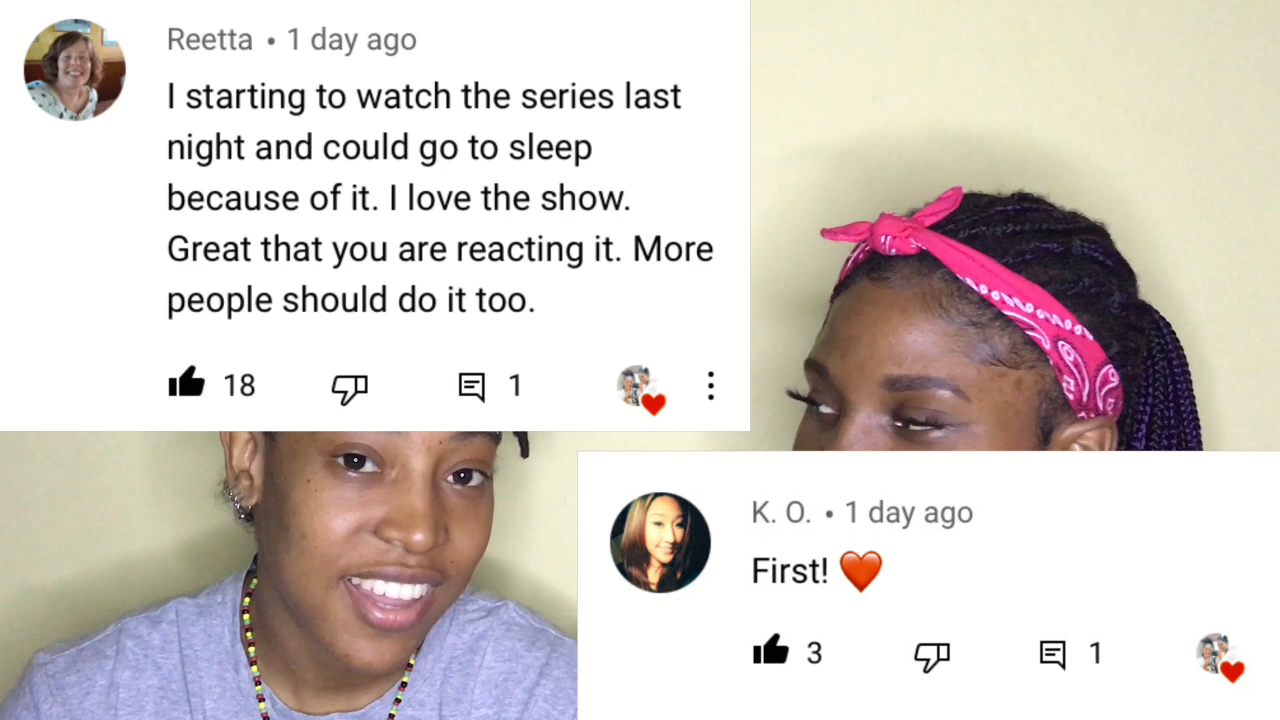 Reetta • 1 day ago
I starting to watch the series last
night and could go to sleep
because of it. I love the show.
Great that you are reacting it. More
people should do it too.
18 1
K. O. • 1 day ago
First! ❤️
3 1